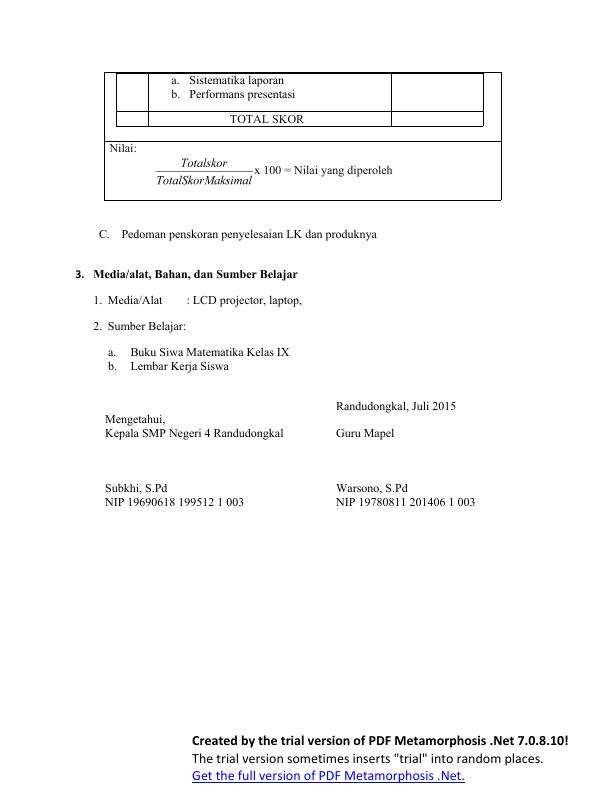 a. Sistematika laporan
b. Performans presentasi
TOTAL SKOR
Nilai:
Totalskor
TotalSkorMaksimal x 100 = Nilai yang diperoleh
C. Pedoman penskoran penyelesaian LK dan produknya
3. Media/alat, Bahan, dan Sumber Belajar
1. Media/Alat : LCD projector, laptop,
2. Sumber Belajar:
a. Buku Siwa Matematika Kelas IX
b. Lembar Kerja Siswa
Randudongkal, Juli 2015
Mengetahui,
Kepala SMP Negeri 4 Randudongkal Guru Mapel
Subkhi, S.Pd Warsono, S.Pd
NIP 19690618 199512 1 003 NIP 19780811 201406 1 003
Created by the trial version of PDF Metamorphosis .Net 7.0.8.10!
The trial version sometimes inserts "trial" into random places.
Get the full version of PDF Metamorphosis .Net.